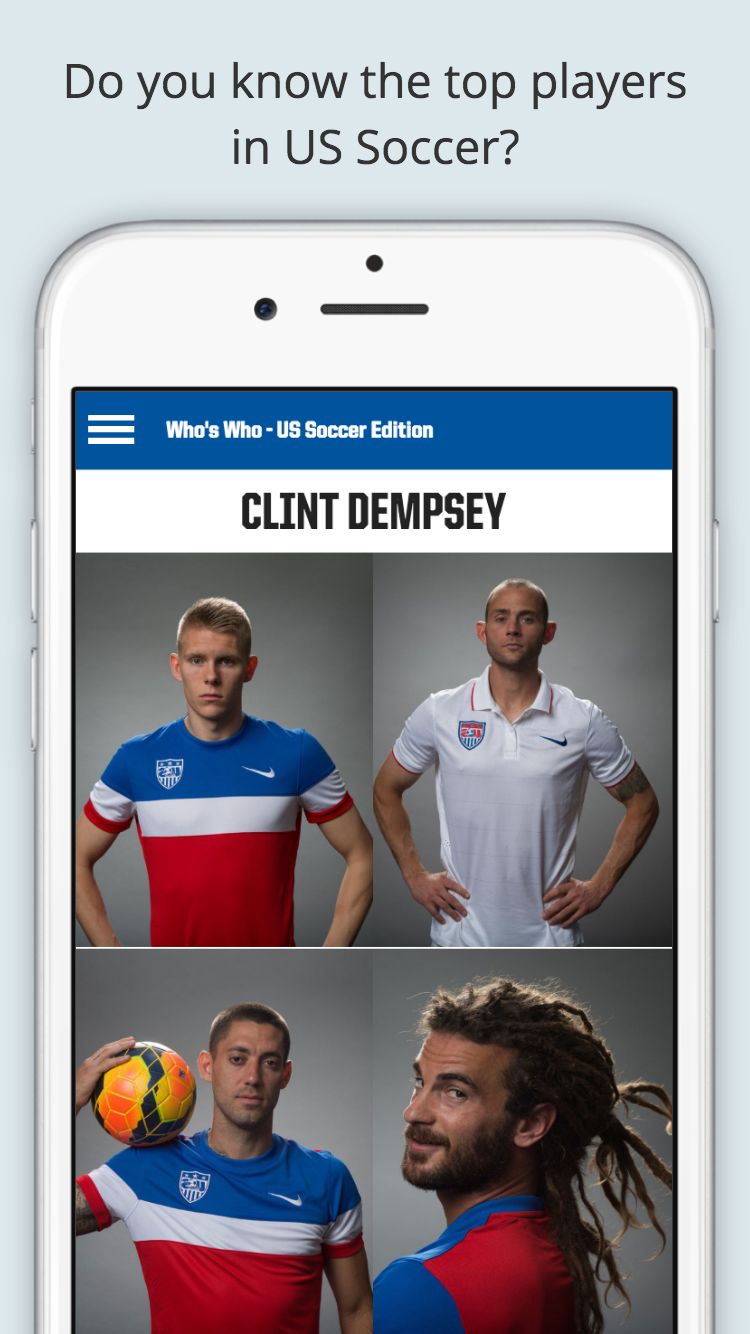 Do you know the top players
in US Soccer?
Who's Who - US Soccer Edition
CLINT DEMPSEY